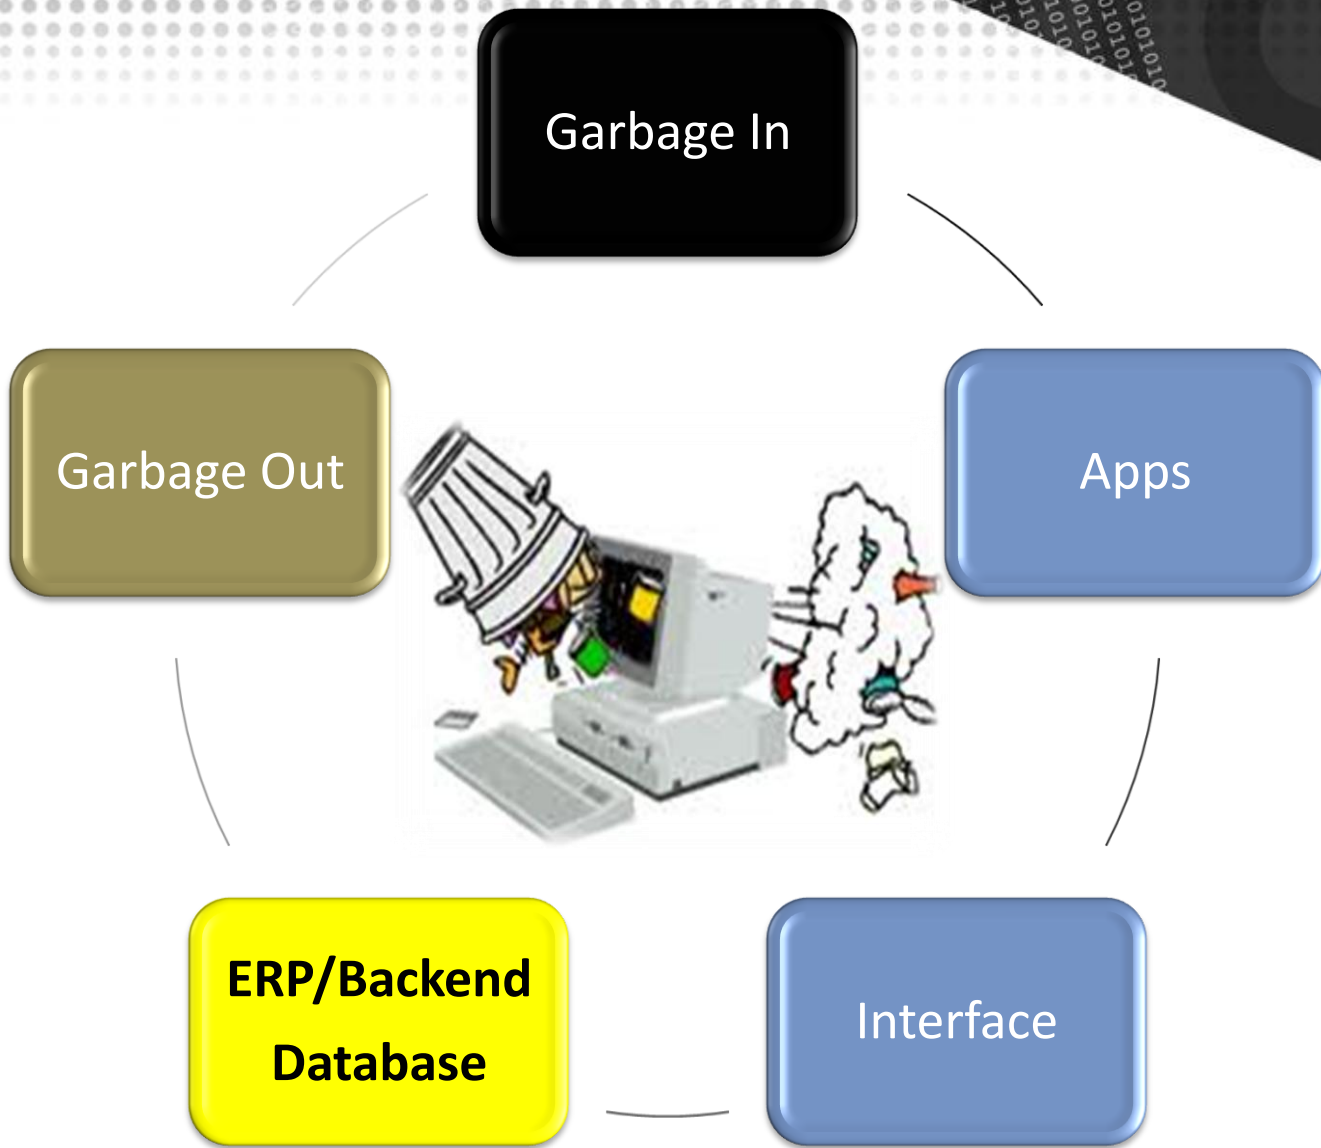 Garbage In
Garbage Out
Apps
ERP/Backend
Database
Interface